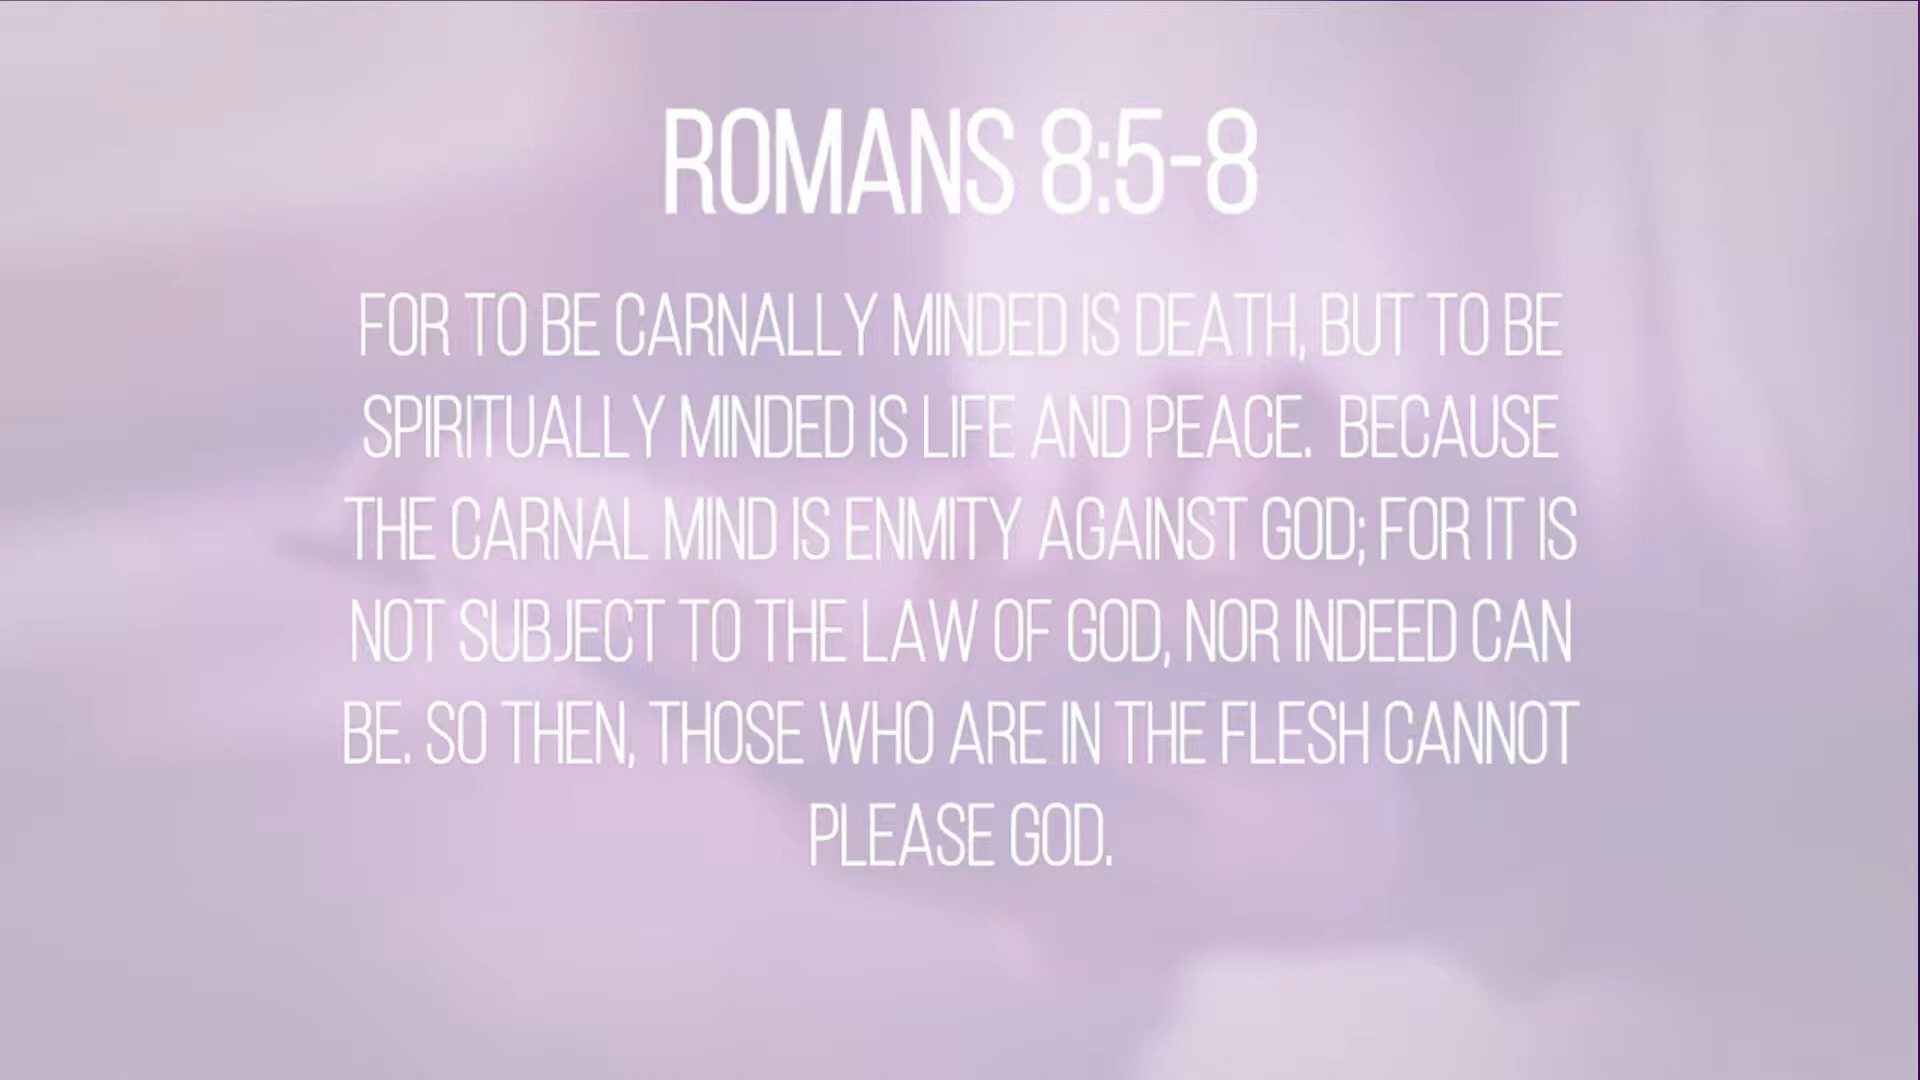 ROMANS 8:5-8
FOR TO BE CARNALLY MINDED IS DEATH, BUT TO BE
SPIRITUALLY MINDED IS LIFE AND PEACE. BECAUSE
THE CARNAL MIND IS ENMITY AGAINST GOD; FOR IT IS
NOT SUBJECT TO THE LAW OF GOD, NOR INDEED CAN
BE. SO THEN, THOSE WHO ARE IN THE FLESH CANNOT
PLEASE GOD.